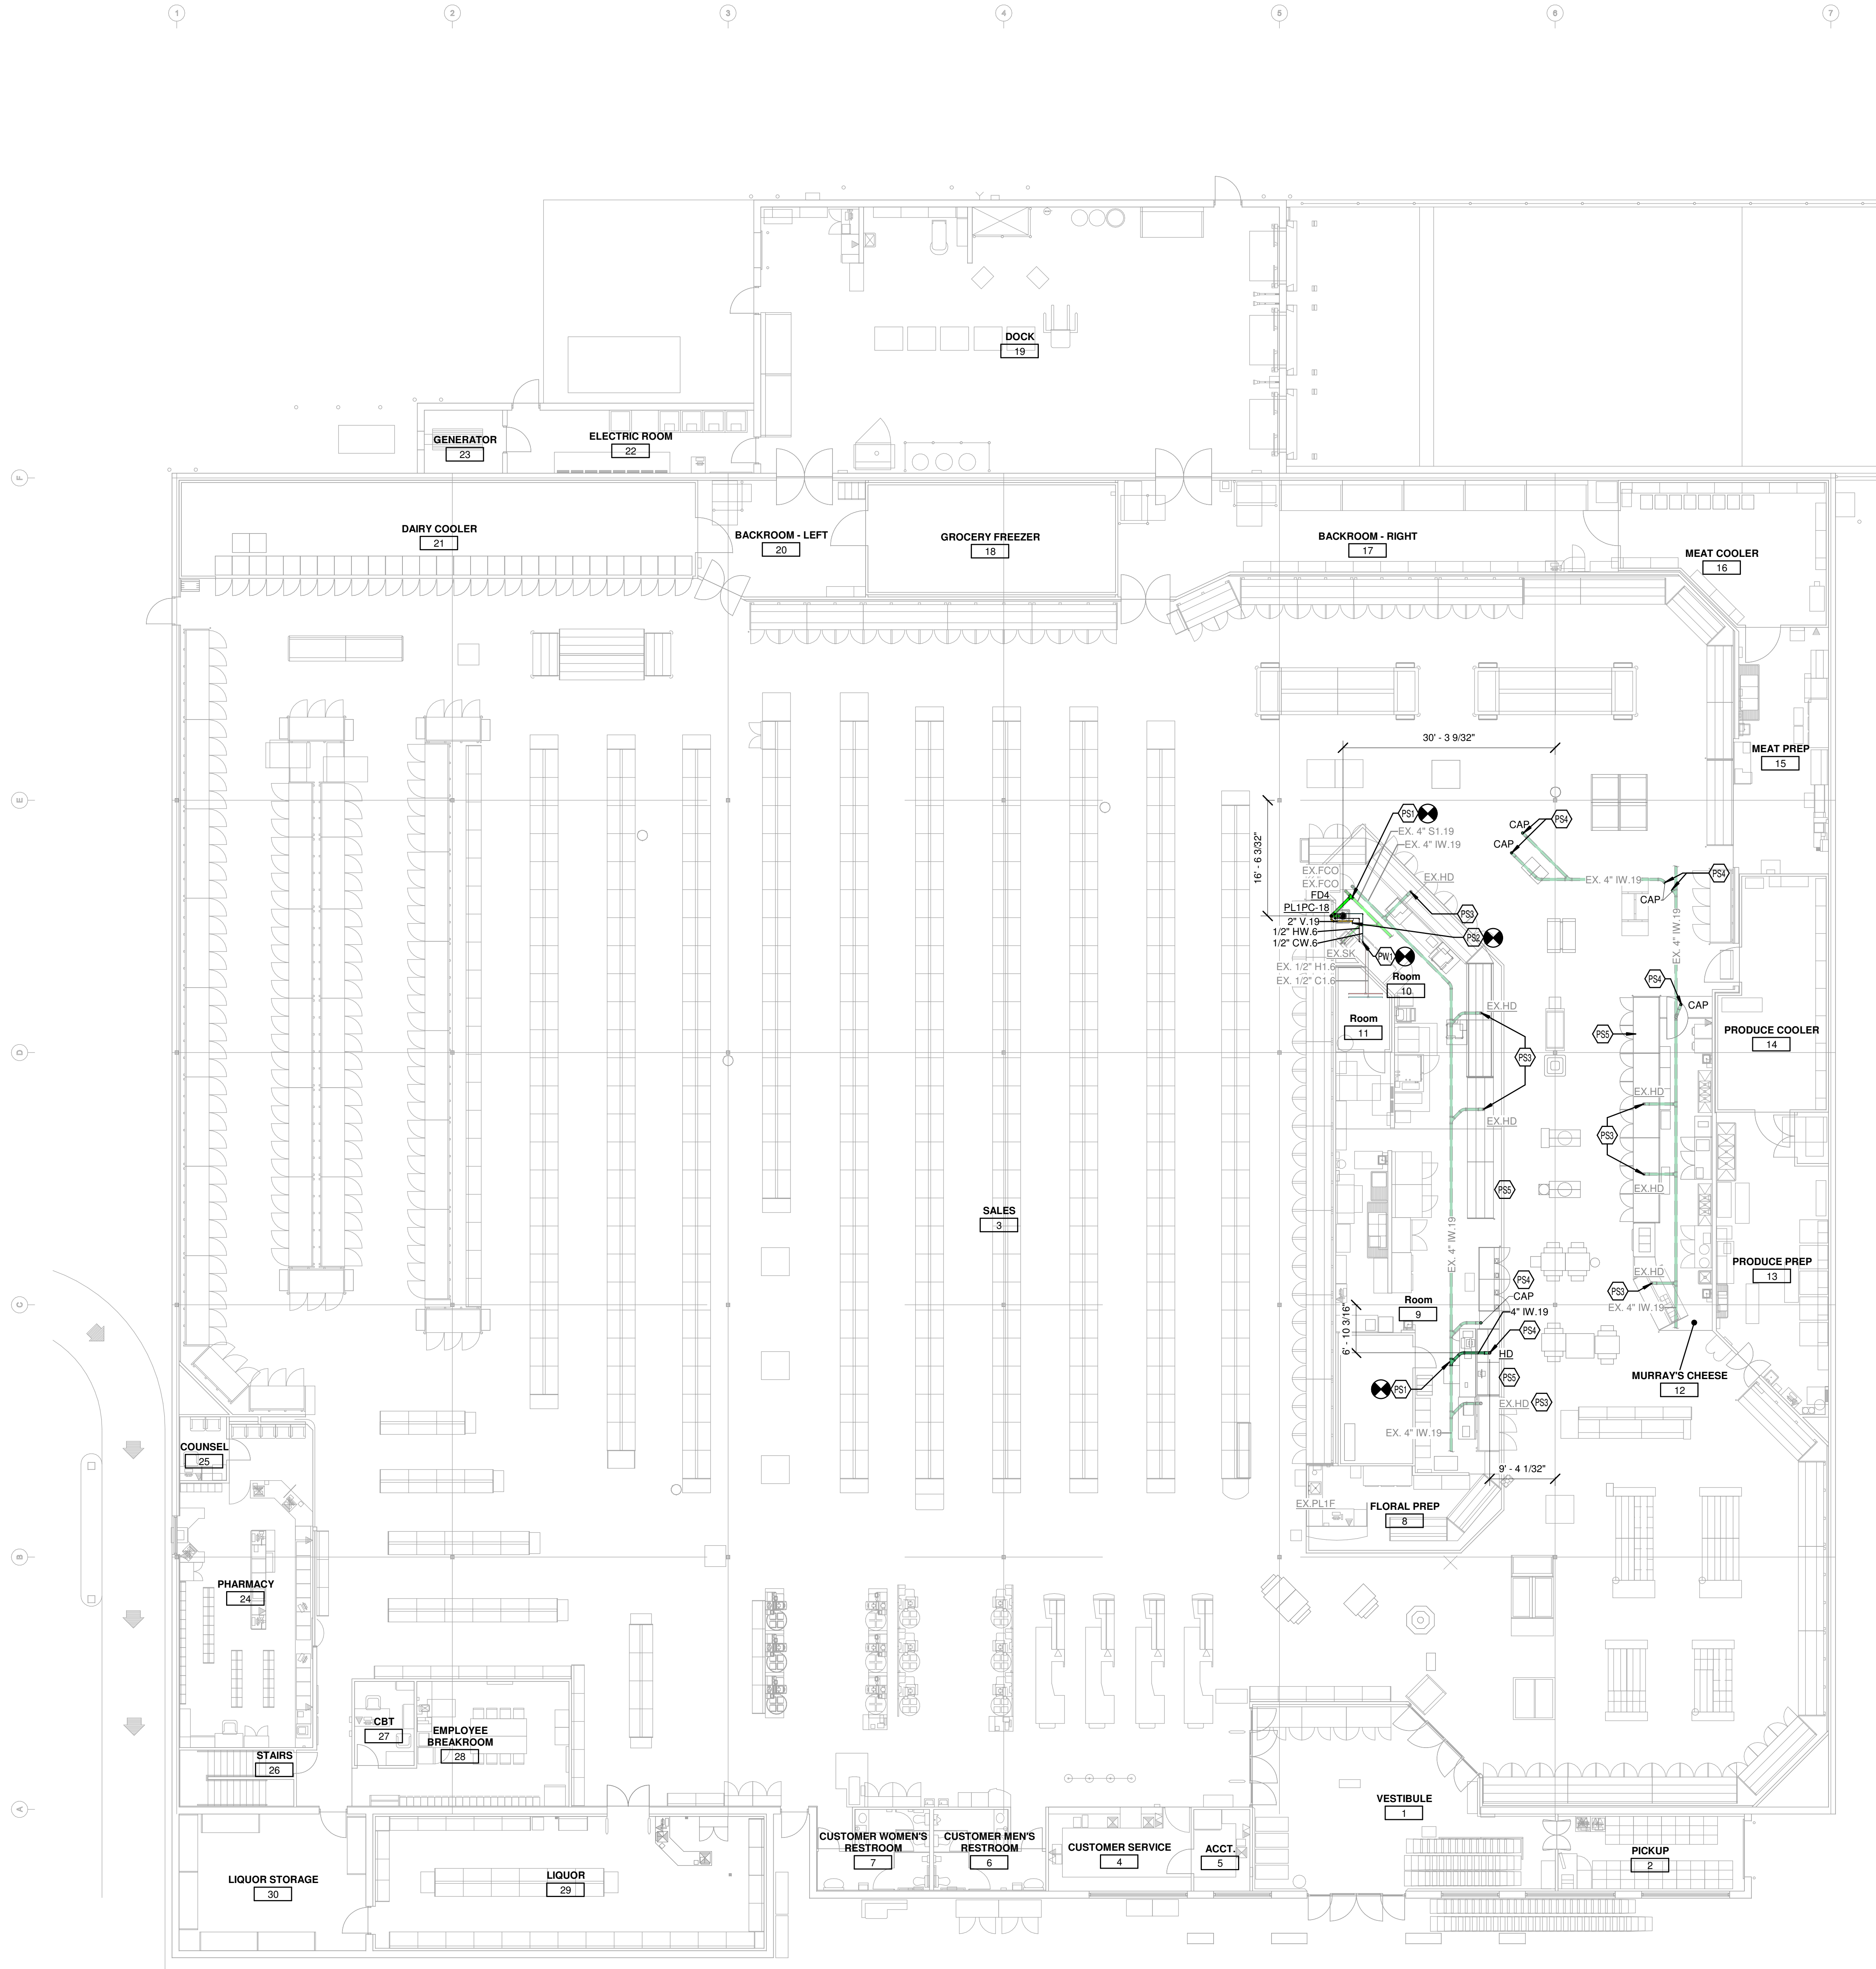 1
2
3
4
5
6
7
DOCK
19
GENERATOR
23
ELECTRIC ROOM
22
F
DAIRY COOLER
21
BACKROOM - LEFT
20
GROCERY FREEZER
18
BACKROOM - RIGHT
17
MEAT COOLER
16
30' - 3 9/32"
MEAT PREP
15
E
16' - 6 3/32"
PS1
EX. 4" S1.19
EX. 4" IW.19
EX.FCO
EX.FCO
FD4
PL1PC-18
2" V.19
1/2" HW.6
1/2" CW.6
EX.SK
EX. 1/2" H1.6
EX. 1/2" C1.6
EX.HD
PS3
PS2
PW1
CAP
CAP
PS4
EX. 4" IW.19
CAP
PS4
EX. 4" IW.19
Room
10
Room
11
EX.HD
PS3
EX.HD
PS4
CAP
PS5
PRODUCE COOLER
14
D
EX.HD
PS3
EX.HD
PS5
SALES
3
EX. 4" IW.19
EX.HD
PS3
EX. 4" IW.19
PRODUCE PREP
13
C
PS4
CAP
Room
9
4" IW.19
PS4
6' - 10 3/16"
HD
PS5
PS1
EX.HD
PS3
EX. 4" IW.19
MURRAY'S CHEESE
12
9' - 4 1/32"
COUNSEL
25
EX.PL1F
FLORAL PREP
8
B
PHARMACY
24
CBT
27
EMPLOYEE
BREAKROOM
28
STAIRS
26
A
VESTIBULE
1
CUSTOMER WOMEN'S
RESTROOM
7
CUSTOMER MEN'S
RESTROOM
6
CUSTOMER SERVICE
4
ACCT.
5
PICKUP
2
LIQUOR STORAGE
30
LIQUOR
29